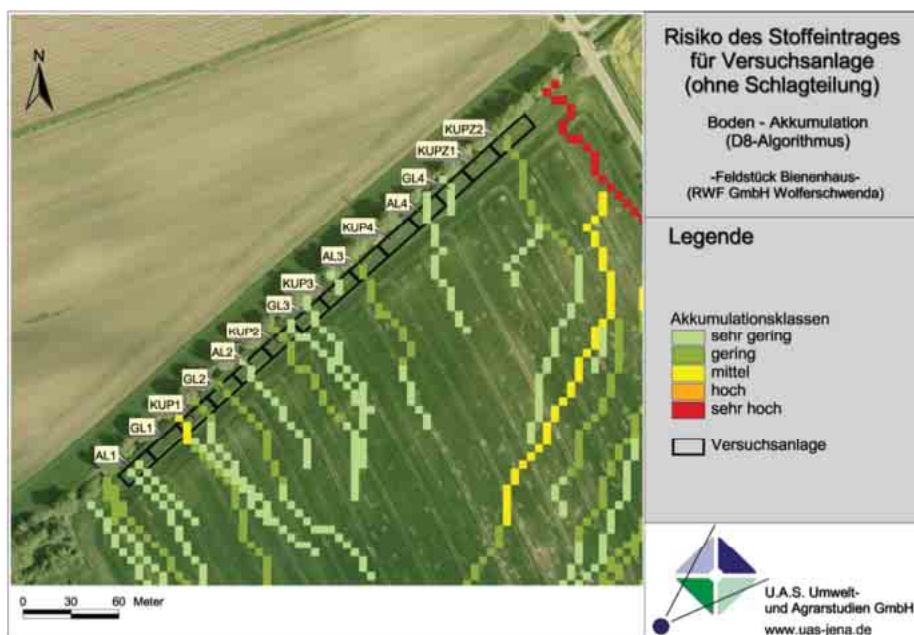 N
KUPZ2
KUPZ1
GL4
AL4
KUP4
AL3
KUP3
GL3
KUP2
AL2
GL2
KUP1
GL1
AL1
0 30 60 Meter
Risiko des Stoffeintrages
für Versuchsanlage
(ohne Schlagteilung)
Boden - Akkumulation
(D8-Algorithmus)
-Feldstück Bienenhaus-
(RWF GmbH Wolferschwenda)
Legende
Akkumulationsklassen
sehr gering
gering
mittel
hoch
sehr hoch
Versuchsanlage
U.A.S. Umwelt-
und Agrarstudien GmbH
www.uas-jena.de